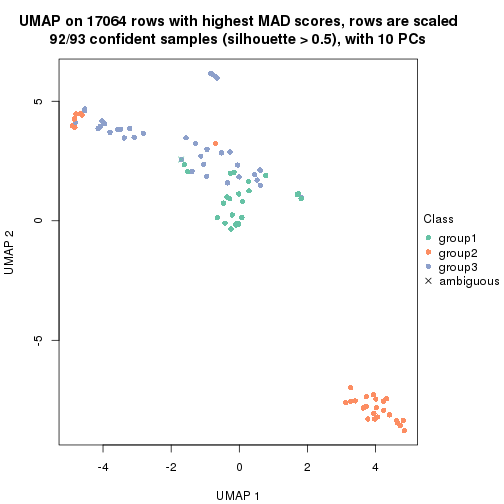 UMAP on 17064 rows with highest MAD scores, rows are scaled
92/93 confident samples (silhouette > 0.5), with 10 PCs
5
0
-5
UMAP 2
-4
-2
0
2
4
UMAP 1
Class
group1
group2
group3
ambiguous